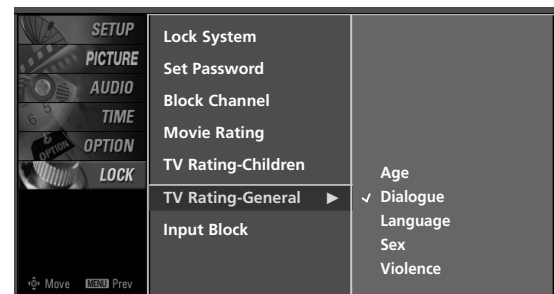 SETUP
PICTURE
AUDIO
TIME
OPTION
LOCK
Move MENU Prev
Lock System
Set Password
Block Channel
Movie Rating
TV Rating-Children
TV Rating-General ▶
Input Block
Age
✓ Dialogue
Language
Sex
Violence